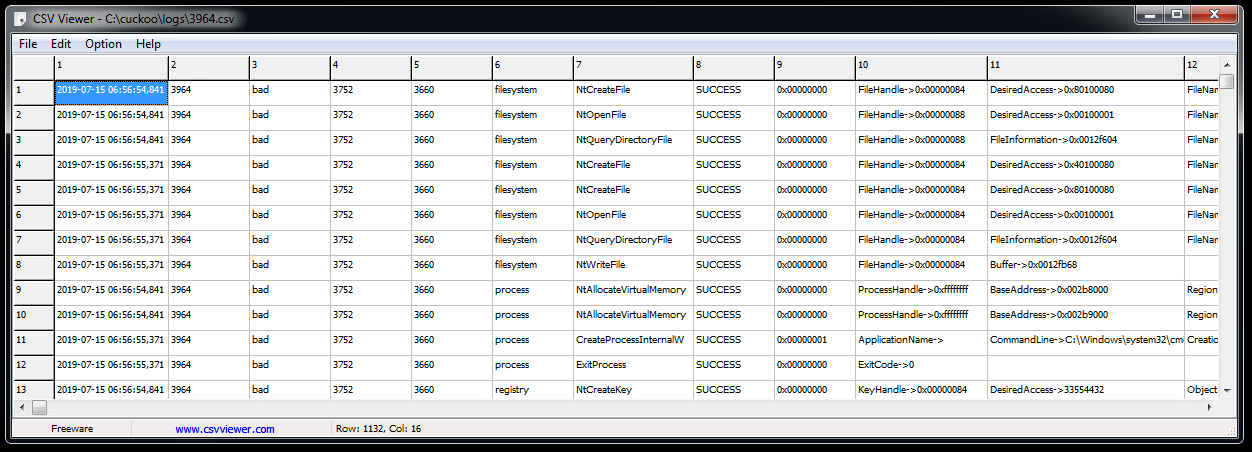 CSV Viewer - C:\cuckoo\logs\3964.csv
File Edit Option Help
1 2 3 4 5 6 7 8 9 10 11 12
1 2019-07-15 06:56:54,841 3964 bad 3752 3660 filesystem NtCreateFile SUCCESS 0x00000000 FileHandle->0x00000084 DesiredAccess->0x80100080 FileNam
2 2019-07-15 06:56:54,841 3964 bad 3752 3660 filesystem NtOpenFile SUCCESS 0x00000000 FileHandle->0x00000088 DesiredAccess->0x00100001 FileNam
3 2019-07-15 06:56:54,841 3964 bad 3752 3660 filesystem NtQueryDirectoryFile SUCCESS 0x00000000 FileHandle->0x00000088 FileInformation->0x0012f604 FileNam
4 2019-07-15 06:56:55,371 3964 bad 3752 3660 filesystem NtCreateFile SUCCESS 0x00000000 FileHandle->0x00000084 DesiredAccess->0x40100080 FileNam
5 2019-07-15 06:56:55,371 3964 bad 3752 3660 filesystem NtCreateFile SUCCESS 0x00000000 FileHandle->0x00000084 DesiredAccess->0x80100080 FileNam
6 2019-07-15 06:56:55,371 3964 bad 3752 3660 filesystem NtOpenFile SUCCESS 0x00000000 FileHandle->0x00000084 DesiredAccess->0x00100001 FileNam
7 2019-07-15 06:56:55,371 3964 bad 3752 3660 filesystem NtQueryDirectoryFile SUCCESS 0x00000000 FileHandle->0x00000084 FileInformation->0x0012f604 FileNam
8 2019-07-15 06:56:55,371 3964 bad 3752 3660 filesystem NtWriteFile SUCCESS 0x00000000 FileHandle->0x00000084 Buffer->0x0012fb68
9 2019-07-15 06:56:54,841 3964 bad 3752 3660 process NtAllocateVirtualMemory SUCCESS 0x00000000 ProcessHandle->0xffffffff BaseAddress->0x002b8000 Region
10 2019-07-15 06:56:54,841 3964 bad 3752 3660 process NtAllocateVirtualMemory SUCCESS 0x00000000 ProcessHandle->0xffffffff BaseAddress->0x002b9000 Region
11 2019-07-15 06:56:55,371 3964 bad 3752 3660 process CreateProcessInternalW SUCCESS 0x00000001 ApplicationName-> CommandLine->C:\Windows\system32\cm Creatio
12 2019-07-15 06:56:55,371 3964 bad 3752 3660 process ExitProcess SUCCESS 0x00000000 ExitCode->0
13 2019-07-15 06:56:54,841 3964 bad 3752 3660 registry NtCreateKey SUCCESS 0x00000000 KeyHandle->0x00000084 DesiredAccess->33554432 Object
Freeware www.csvviewer.com Row: 1132, Col: 16